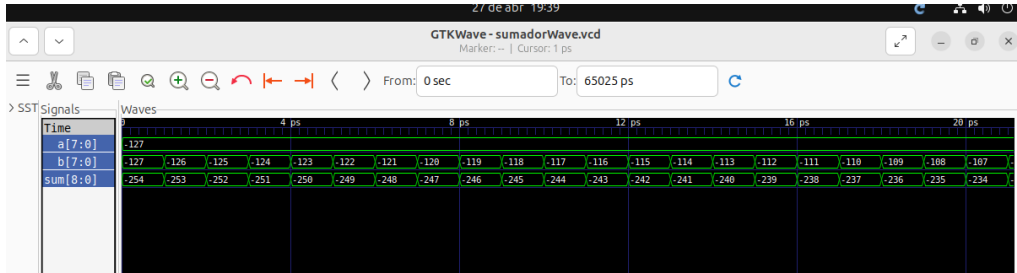 27 de abr 19:39
GTKWave - sumadorWave.vcd
Marker: -- | Cursor: 1 ps
From: 0 sec To: 65025 ps
> SST Signals Waves
Time 0 4 ps 8 ps 12 ps 16 ps 20 ps
a[7:0] -127
b[7:0] -127 -126 -125 -124 -123 -122 -121 -120 -119 -118 -117 -116 -115 -114 -113 -112 -111 -110 -109 -108 -107
sum[8:0] -254 -253 -252 -251 -250 -249 -248 -247 -246 -245 -244 -243 -242 -241 -240 -239 -238 -237 -236 -235 -234